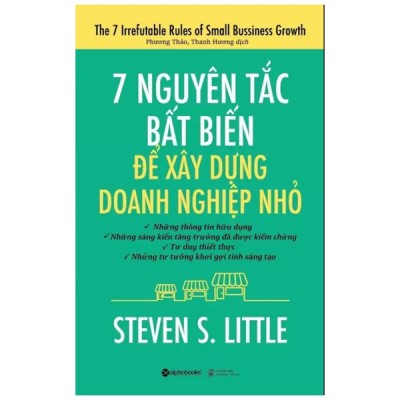 The 7 Irrefutable Rules of Small Bussiness Growth
Phương Thảo, Thanh Hương dịch
7 NGUYÊN TẮC
BẤT BIẾN
ĐỂ XÂY DỰNG
DOANH NGHIỆP NHỎ
✓ Những thông tin hữu dụng
✓Những sáng kiến tăng trưởng đã được kiểm chứng
✓ Tư duy thiết thực
✓ Những tư tưởng khơi gợi tính sáng tạo
STEVEN S. LITTLE
alphabooks